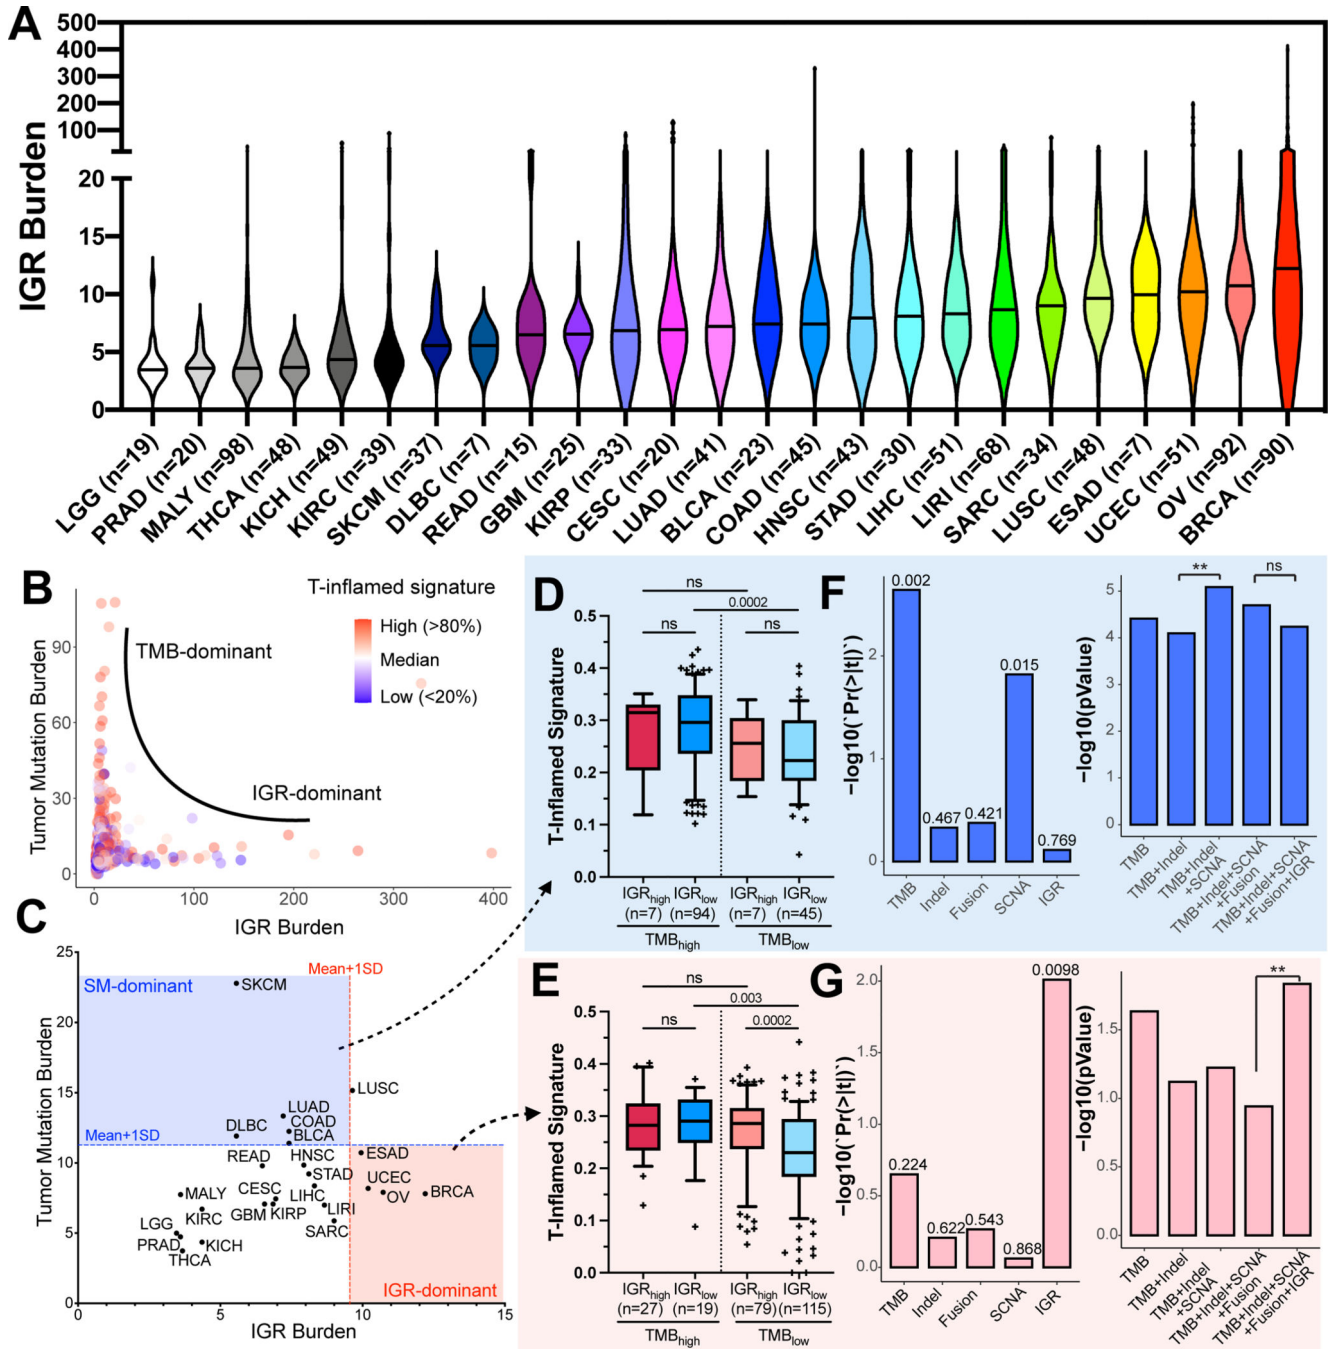 A
IGR Burden
500
400
300
200
100
20
15
10
5
0
LGG (n=19)
PRAD (n=20)
MALY (n=98)
THCA (n=48)
KICH (n=49)
KIRC (n=39)
SKCM (n=37)
DLBC (n=7)
READ (n=15)
GBM (n=25)
KIRP (n=33)
CESC (n=20)
LUAD (n=41)
BLCA (n=23)
COAD (n=45)
HNSC (n=43)
STAD (n=30)
LIHC (n=51)
LIRI (n=68)
SARC (n=34)
LUSC (n=48)
ESAD (n=7)
UCEC (n=51)
OV (n=92)
BRCA (n=90)
B
T-inflamed signature
High (>80%)
Median
Low (<20%)
TMB-dominant
IGR-dominant
Tumor Mutation Burden
90
60
30
0
0
100
200
300
400
IGR Burden
C
Tumor Mutation Burden
25
20
15
10
5
0
Mean+1SD
SM-dominant
SKCM
LUSC
LUAD
COAD
DLBC
BLCA
Mean+1SD
READ
HNSC
ESAD
STAD
UCEC
MALY
CESC
LIHC
OV
BRCA
KIRC
GBM
KIRP
LIRI
LGG
SARC
PRAD
KICH
THCA
IGR-dominant
0
5
10
15
IGR Burden
D
ns
0.0002
ns
ns
T-Inflamed Signature
0.5
0.4
0.3
0.2
0.1
0.0
IGRhigh IGRlow IGRhigh IGRlow
(n=7) (n=94) (n=7) (n=45)
TMBhigh TMBlow
E
ns
0.003
ns
0.0002
T-Inflamed Signature
0.5
0.4
0.3
0.2
0.1
0.0
IGRhigh IGRlow IGRhigh IGRlow
(n=27) (n=19) (n=79) (n=115)
TMBhigh TMBlow
F
−log10(`Pr(>|t|)`)
2
1
0
0.002
0.467
0.421
0.015
0.769
TMB
Indel
Fusion
SCNA
IGR
−log10(pValue)
5
4
3
2
1
0
**
ns
TMB
TMB+Indel
TMB+Indel
+SCNA
TMB+Indel+SCNA
+Fusion
TMB+Indel+SCNA
+Fusion+IGR
G
−log10(`Pr(>|t|)`)
2.0
1.5
1.0
0.5
0.0
0.224
0.622
0.543
0.868
0.0098
TMB
Indel
Fusion
SCNA
IGR
−log10(pValue)
1.5
1.0
0.5
0.0
**
TMB
TMB+Indel
TMB+Indel
+SCNA
TMB+Indel+SCNA
+Fusion
TMB+Indel+SCNA
+Fusion+IGR